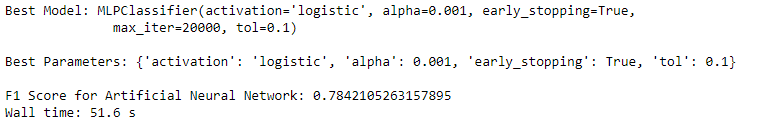 Best Model: MLPClassifier(activation='logistic', alpha=0.001, early_stopping=True,
max_iter=20000, tol=0.1)
Best Parameters: {'activation': 'logistic', 'alpha': 0.001, 'early_stopping': True, 'tol': 0.1}
F1 Score for Artificial Neural Network: 0.7842105263157895
Wall time: 51.6 s